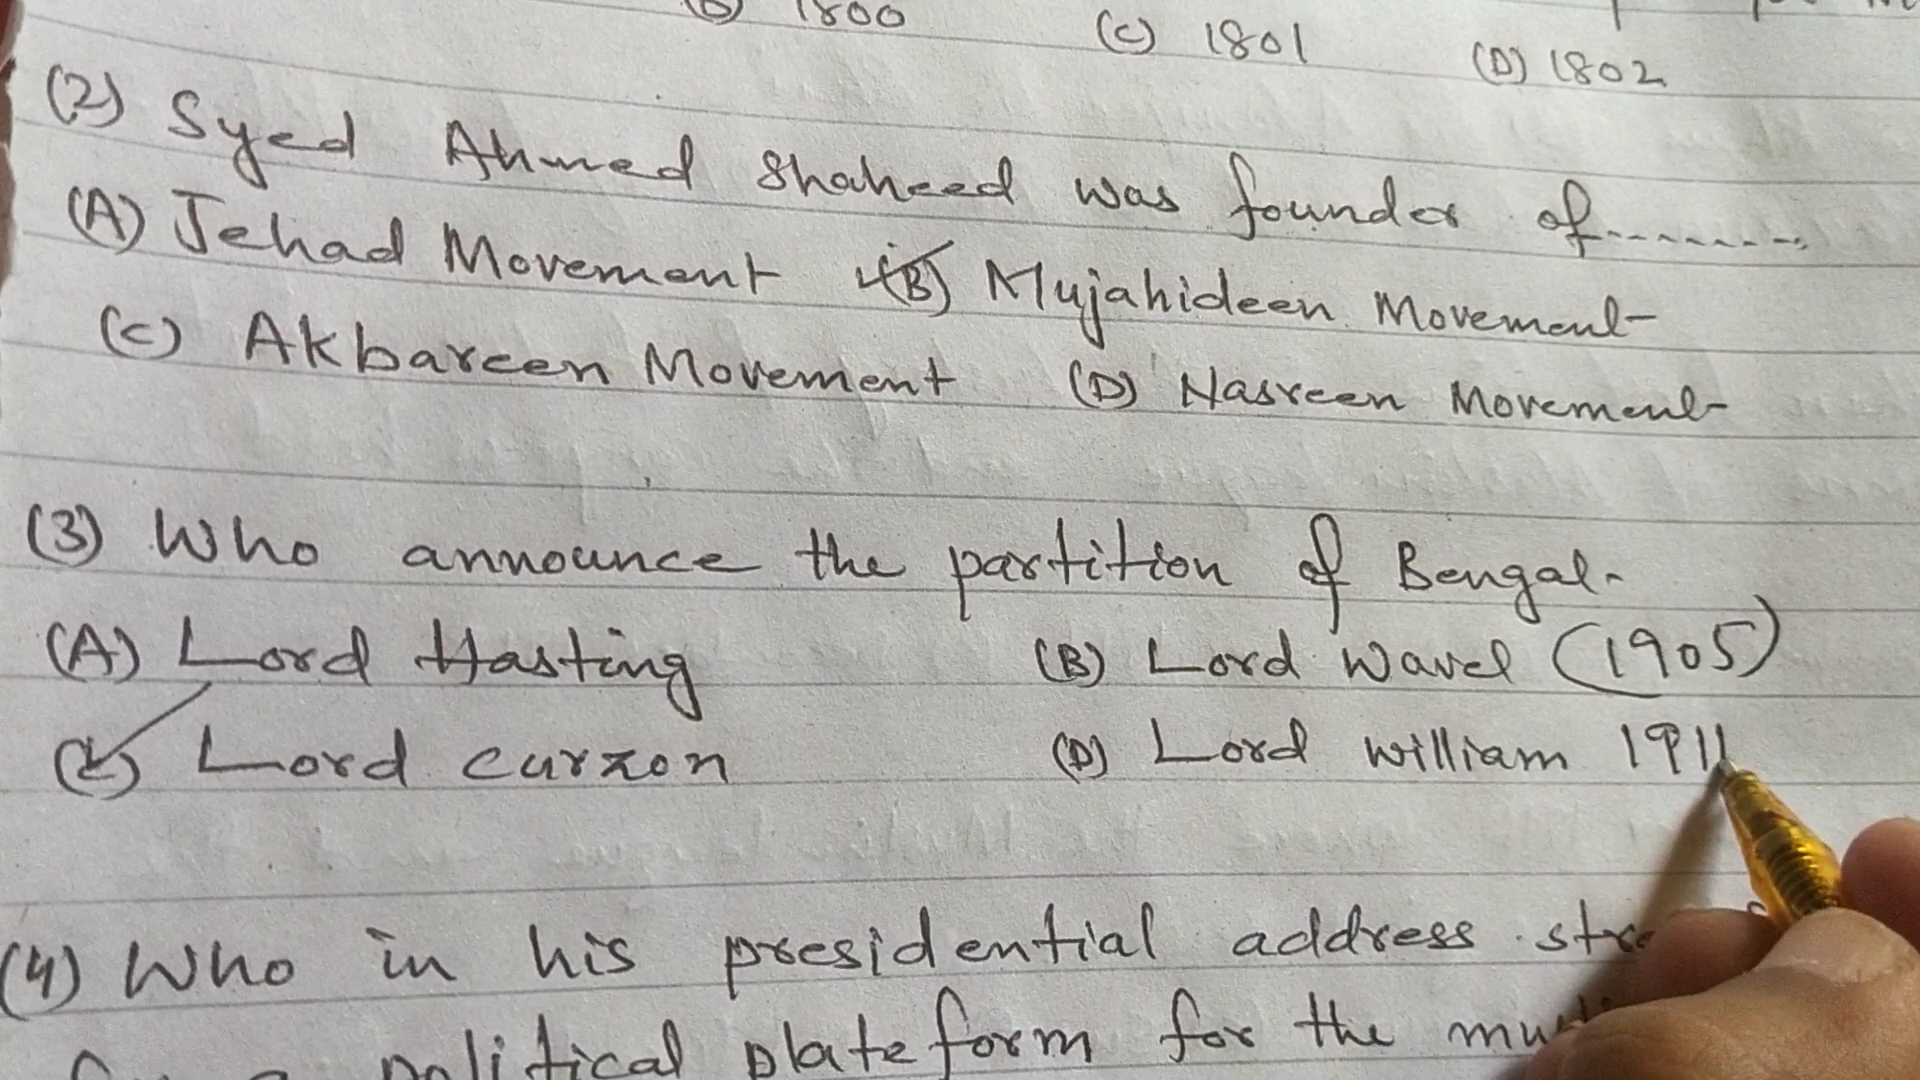 (B) 1800 (C) 1801 (D) 1802
(2) Syed Ahmed Shaheed was founder of........
(A) Jehad Movement (B) Mujahideen Movement
(C) Akbareen Movement (D) Nasreen Movement
(3) Who announce the partition of Bengal.
(A) Lord Hasting (B) Lord Wavel (1905)
(C) Lord curzon (D) Lord william 1911
(4) Who in his presidential address
political plateform for the